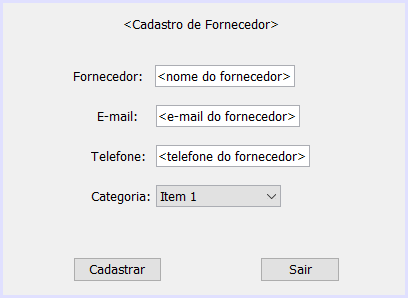 <Cadastro de Fornecedor>
Fornecedor: <nome do fornecedor>
E-mail: <e-mail do fornecedor>
Telefone: <telefone do fornecedor>
Categoria: Item 1
Cadastrar Sair